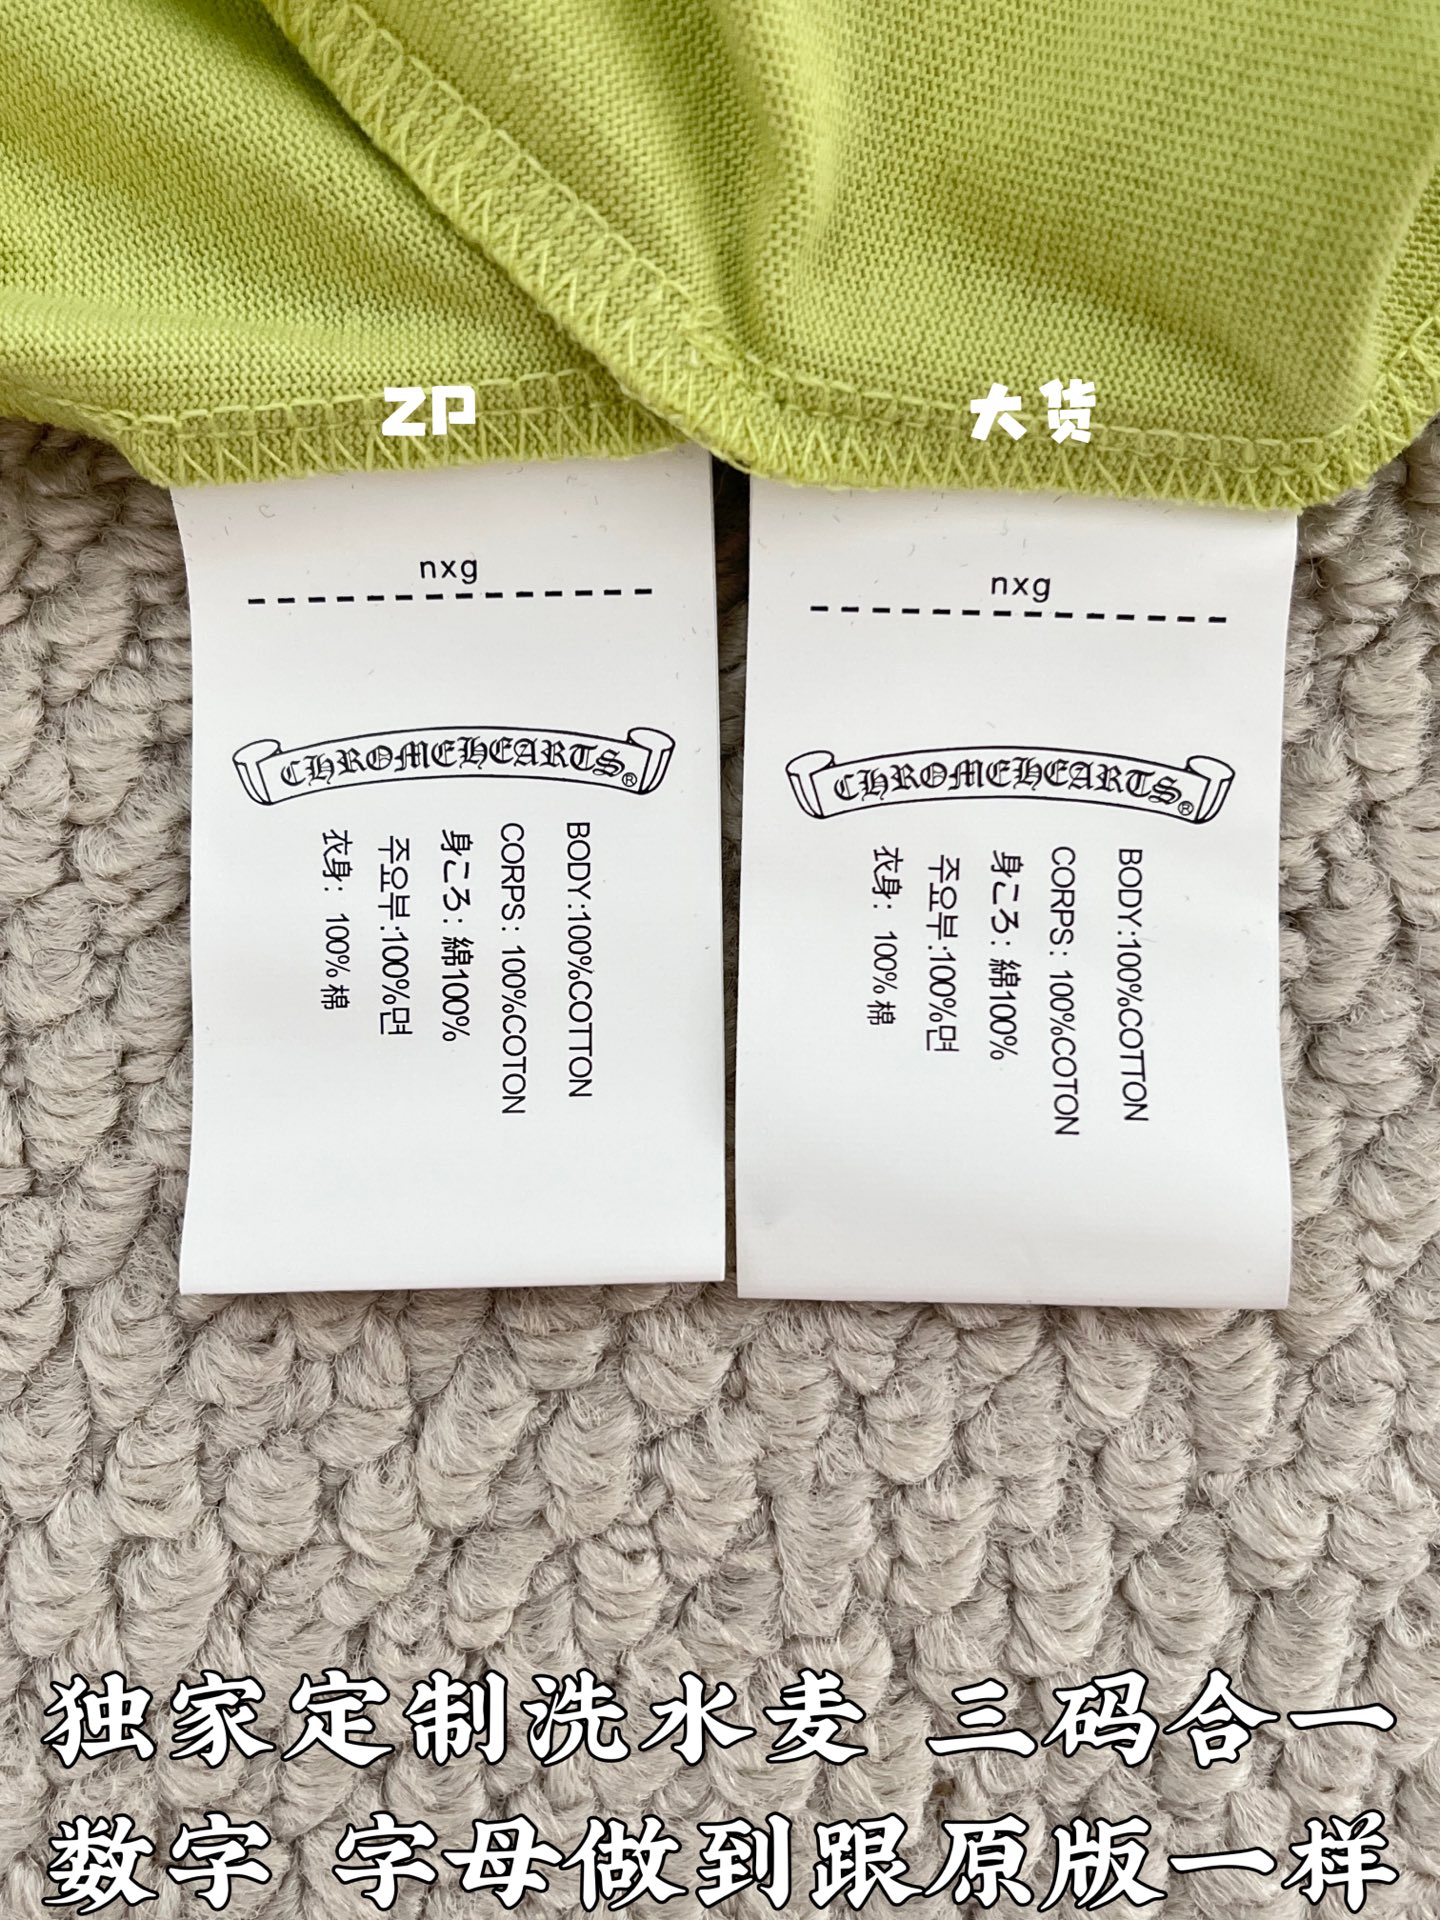 ZP
大货
nxg
CHROMEHEARTS®
BODY:100%COTTON
CORPS: 100%COTON
身ころ: 綿100%
주요부:100%면
衣身: 100%棉
nxg
CHROMEHEARTS®
BODY:100%COTTON
CORPS: 100%COTON
身ころ: 綿100%
주요부:100%면
衣身: 100%棉
独家定制洗水麦 三码合一
数字 字母做到跟原版一样